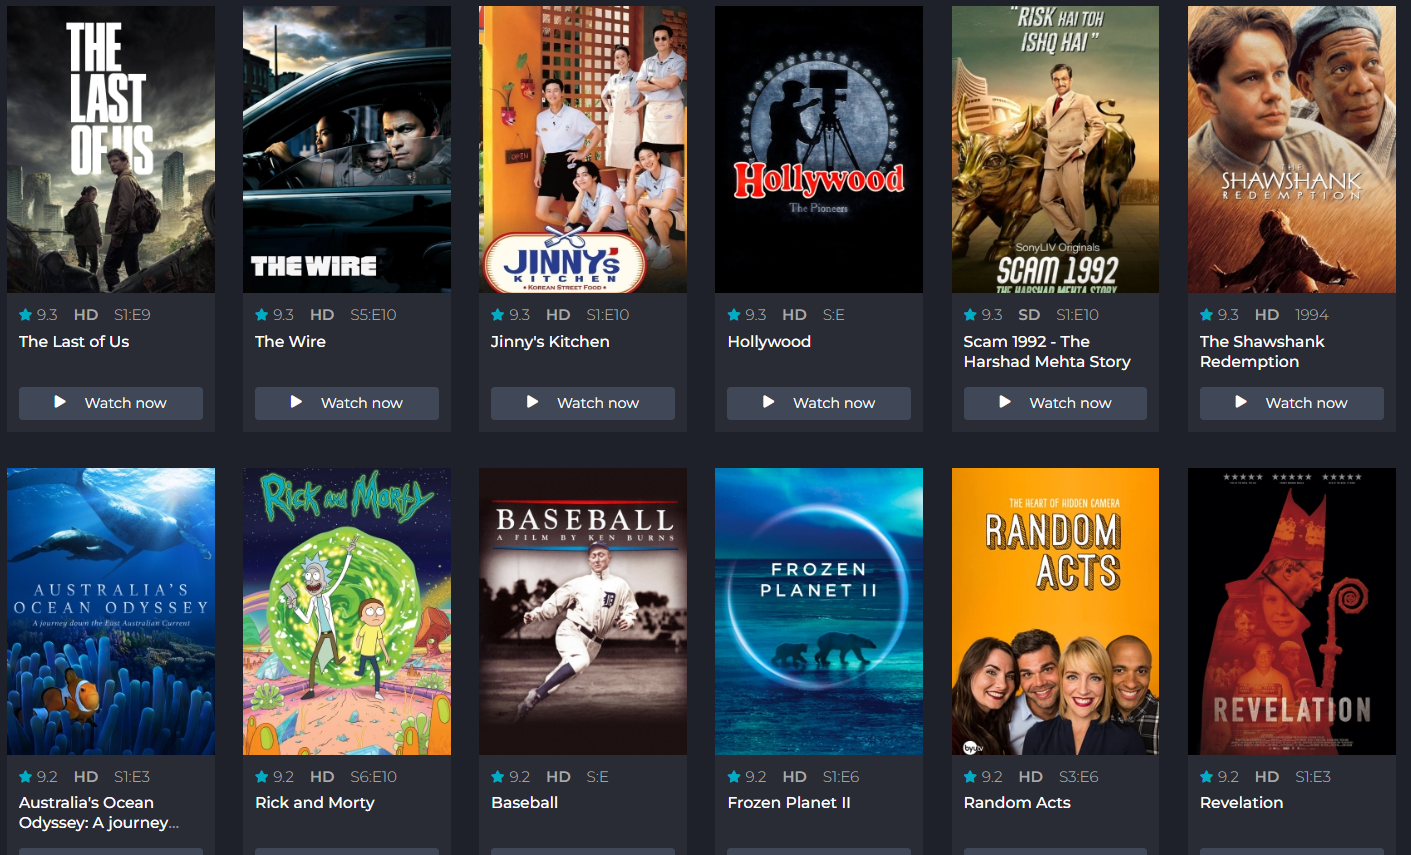 THE
LAST
OF US
THE WIRE
OPEN
JINNY'S
KITCHEN
• KOREAN STREET FOOD •
Hollywood
The Pioneers
"RISK HAI TOH
ISHQ HAI"
SonyLIV Originals
SCAM 1992
THE HARSHAD MEHTA STORY
THE
SHAWSHANK
REDEMPTION
9.3 HD S1:E9
The Last of Us
Watch now
9.3 HD S5:E10
The Wire
Watch now
9.3 HD S1:E10
Jinny's Kitchen
Watch now
9.3 HD S:E
Hollywood
Watch now
9.3 SD S1:E10
Scam 1992 - The
Harshad Mehta Story
Watch now
9.3 HD 1994
The Shawshank
Redemption
Watch now
AUSTRALIA'S
OCEAN ODYSSEY
A journey down the East Australian Current
Rick and Morty
BASEBALL
A FILM BY KEN BURNS
D
FROZEN
PLANET II
THE HEART OF HIDDEN CAMERA
RANDOM
ACTS
byutv
REVELATION
9.2 HD S1:E3
Australia's Ocean
Odyssey: A journey...
9.2 HD S6:E10
Rick and Morty
9.2 HD S:E
Baseball
9.2 HD S1:E6
Frozen Planet II
9.2 HD S3:E6
Random Acts
9.2 HD S1:E3
Revelation